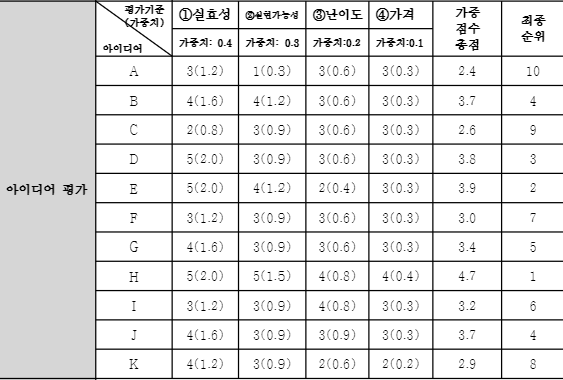 평가기준 ①실효성 ②실현가능성 ③난이도 ④가격 가중 최종
(가중치) 점수 순위
아이디어 가중치: 0.4 가중치: 0.3 가중치:0.2 가중치:0.1 총점
A 3(1.2) 1(0.3) 3(0.6) 3(0.3) 2.4 10
B 4(1.6) 4(1.2) 3(0.6) 3(0.3) 3.7 4
C 2(0.8) 3(0.9) 3(0.6) 3(0.3) 2.6 9
D 5(2.0) 3(0.9) 3(0.6) 3(0.3) 3.8 3
아이디어 평가 E 5(2.0) 4(1.2) 2(0.4) 3(0.3) 3.9 2
F 3(1.2) 3(0.9) 3(0.6) 3(0.3) 3.0 7
G 4(1.6) 3(0.9) 3(0.6) 3(0.3) 3.4 5
H 5(2.0) 5(1.5) 4(0.8) 4(0.4) 4.7 1
I 3(1.2) 3(0.9) 4(0.8) 3(0.3) 3.2 6
J 4(1.6) 3(0.9) 3(0.9) 3(0.3) 3.7 4
K 4(1.2) 3(0.9) 2(0.6) 2(0.2) 2.9 8